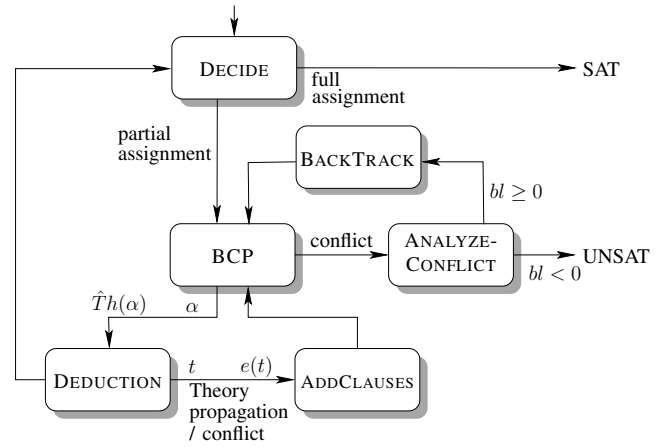 DECIDE
SAT
full
assignment
partial
assignment
BACKTRACK
bl ≥ 0
BCP
conflict
ANALYZE-
CONFLICT
UNSAT
bl < 0
T̂h(α)
α
DEDUCTION
t
e(t)
ADDCLAUSES
Theory
propagation
/ conflict